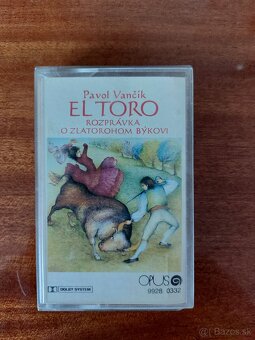 Pavol Vančík
EL TORO
ROZPRÁVKA
O ZLATOROHOM BÝKOVI
OPUS
DOLBY SYSTEM
9928 0332
Bazos.sk